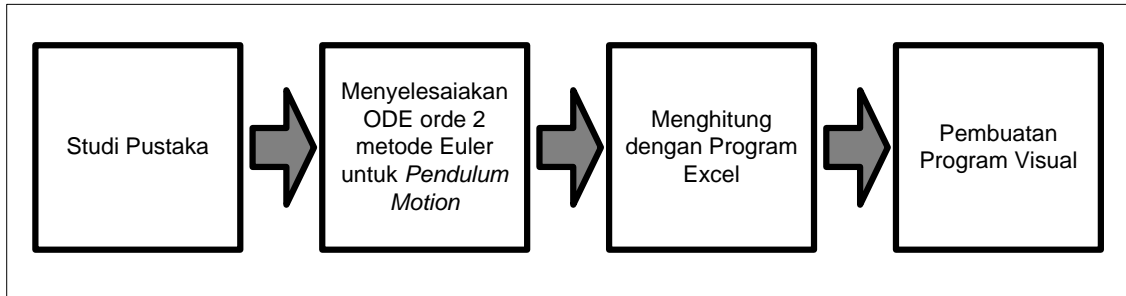 Studi Pustaka
Menyelesaiakan
ODE orde 2
metode Euler
untuk Pendulum
Motion
Menghitung
dengan Program
Excel
Pembuatan
Program Visual